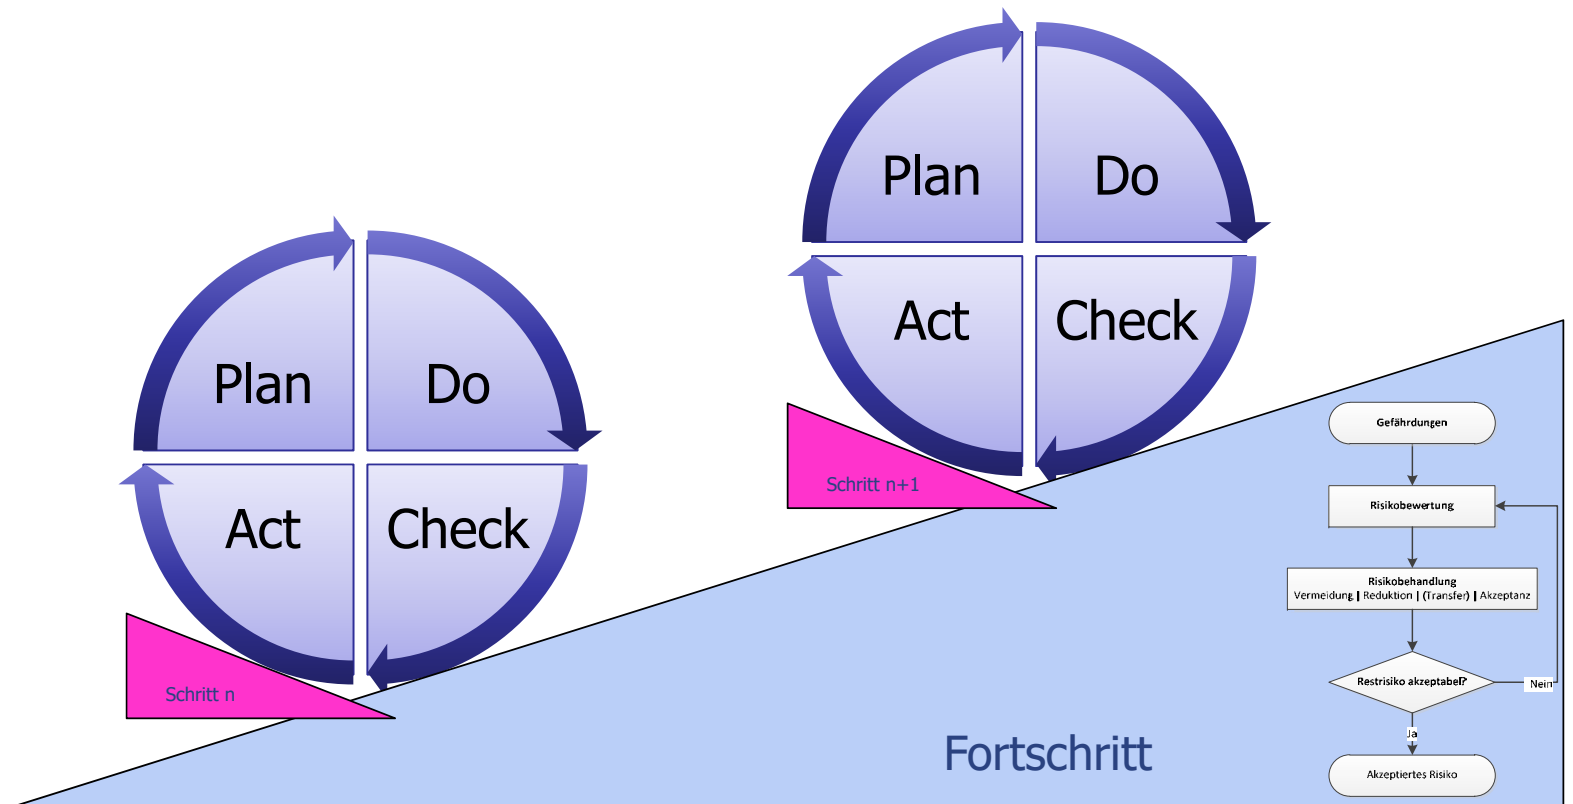 Plan
Do
Act
Check
Schritt n
Plan
Do
Act
Check
Schritt n+1
Fortschritt
Gefährdungen
Risikobewertung
Risikobehandlung
Vermeidung | Reduktion | (Transfer) | Akzeptanz
Restrisiko akzeptabel?
Nein
Ja
Akzeptiertes Risiko